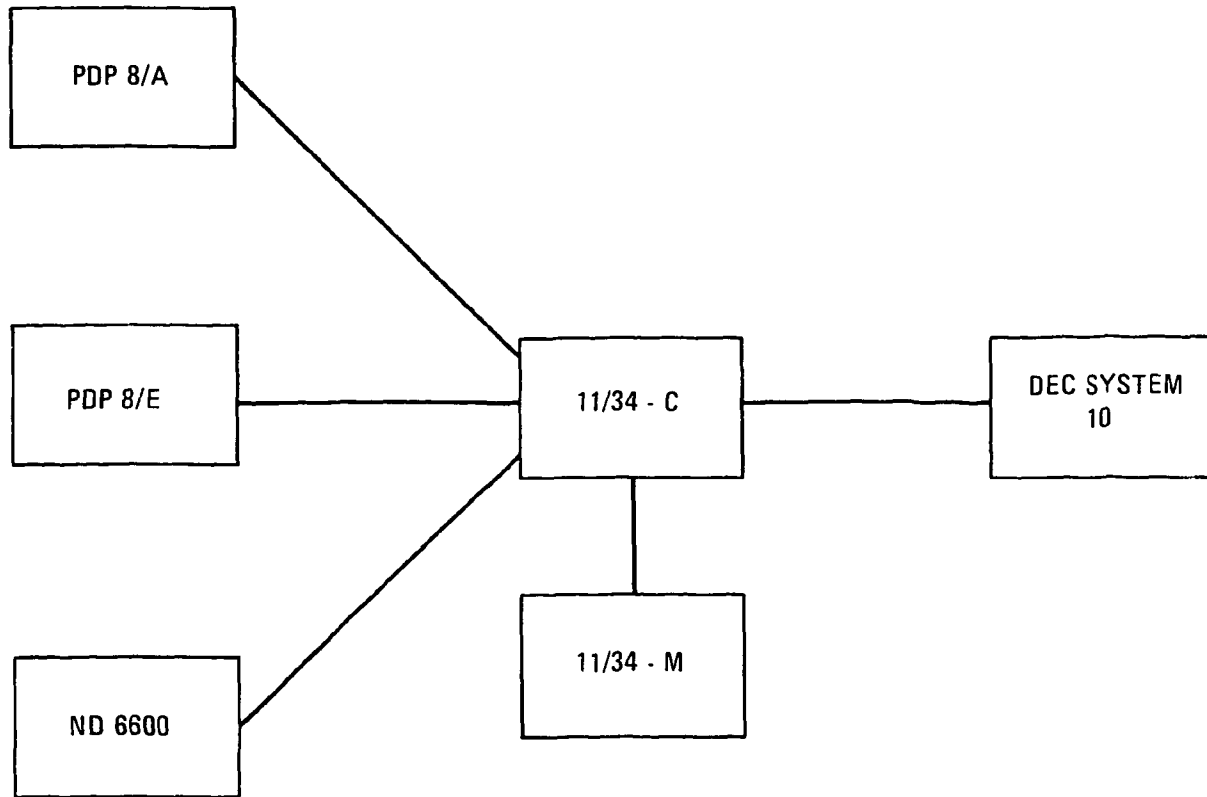 PDP 8/A
PDP 8/E
11/34 - C
DEC SYSTEM
10
11/34 - M
ND 6600